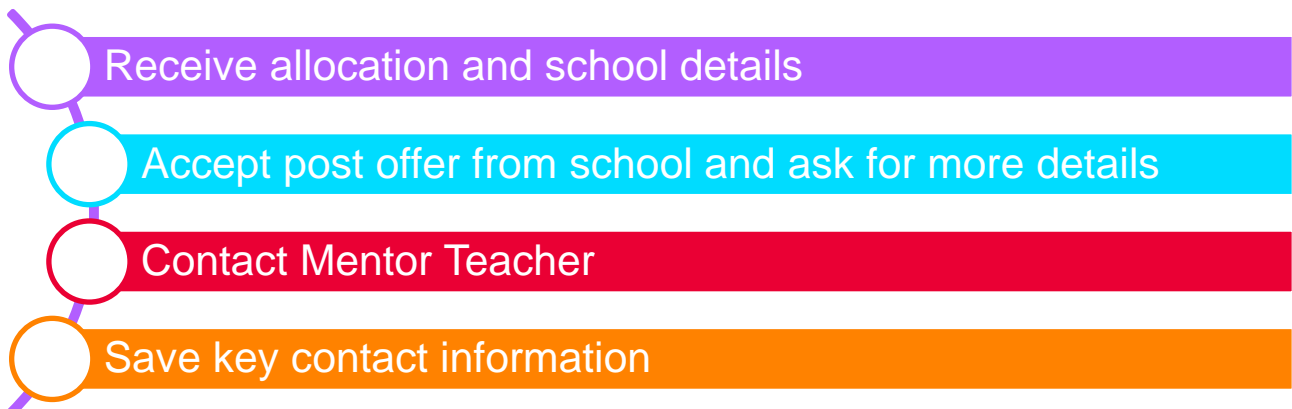 Receive allocation and school details
Accept post offer from school and ask for more details
Contact Mentor Teacher
Save key contact information